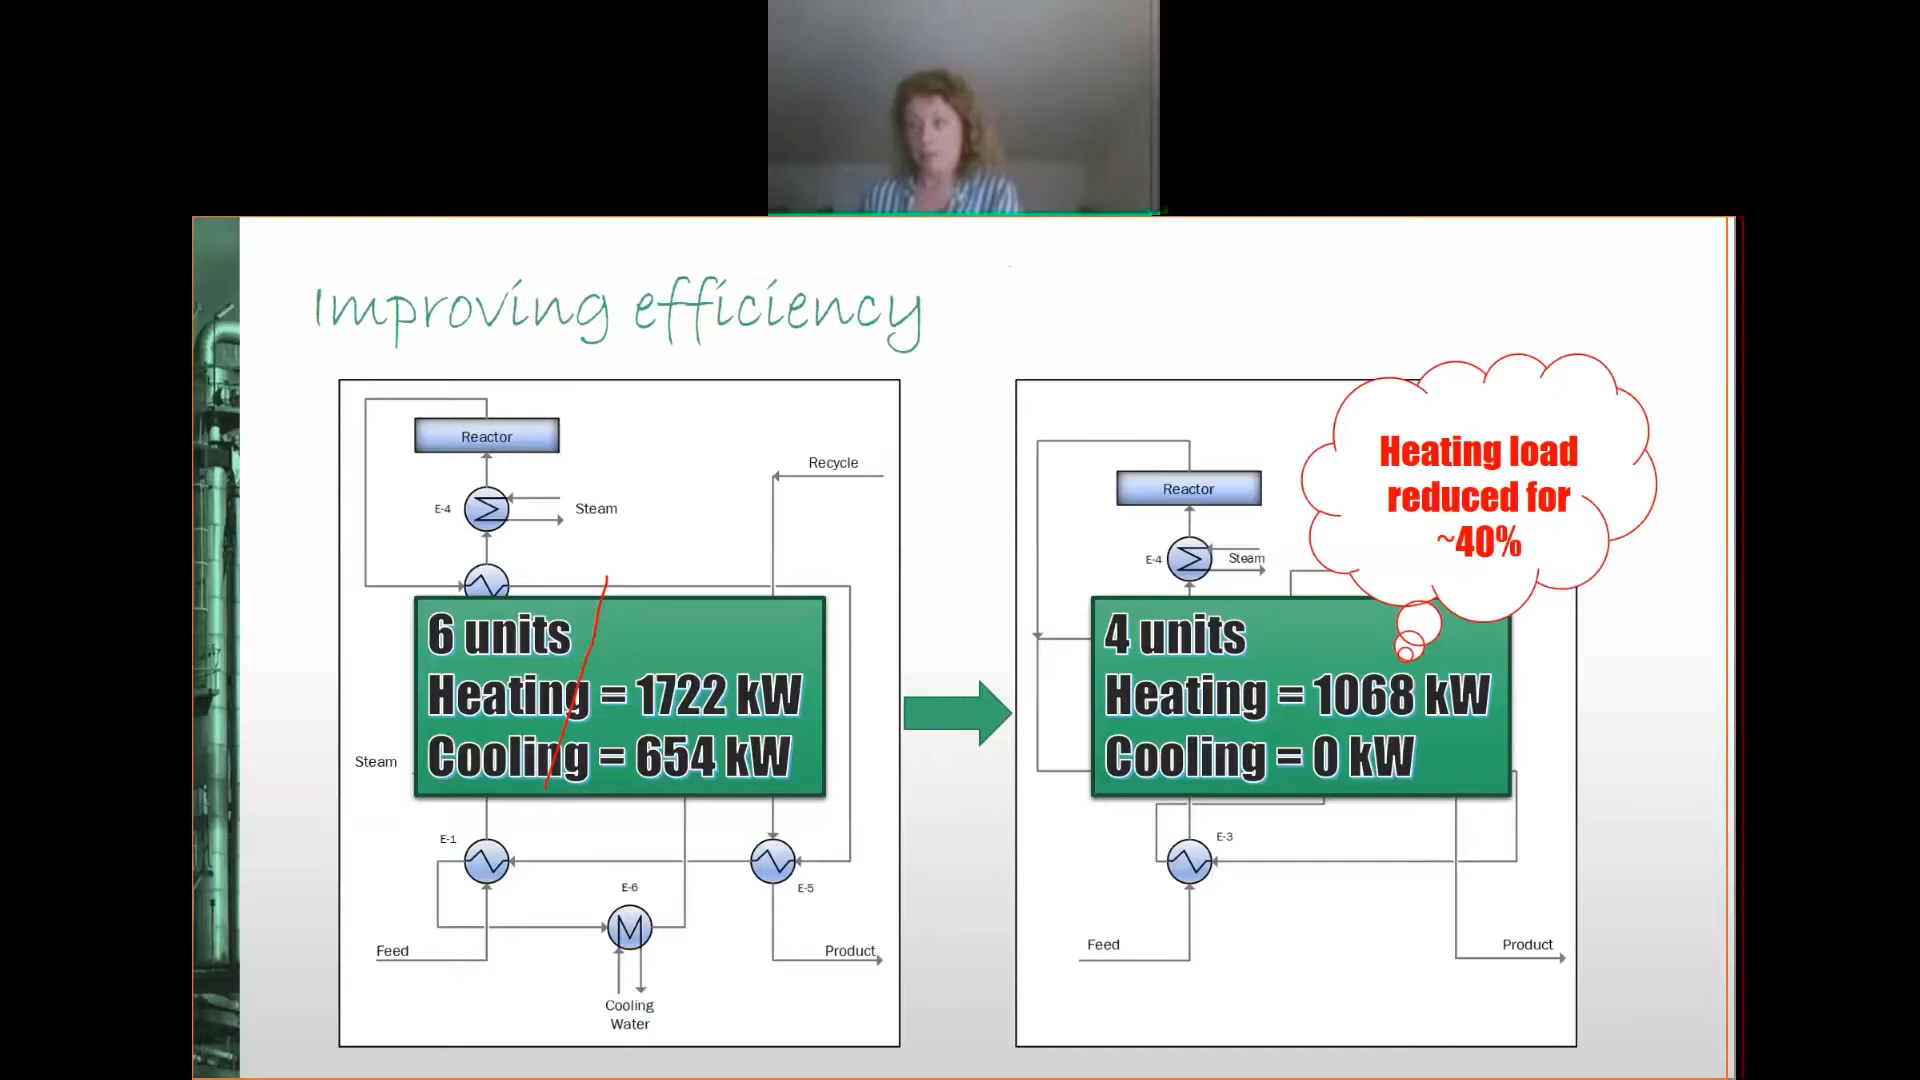 Improving efficiency
Reactor
Recycle
E-4
Steam
6 units
Heating = 1722 kW
Cooling = 654 kW
Steam
E-1
E-5
E-6
Feed
Product
Cooling
Water
Heating load
reduced for
~40%
Reactor
E-4
Steam
4 units
Heating = 1068 kW
Cooling = 0 kW
E-3
Feed
Product